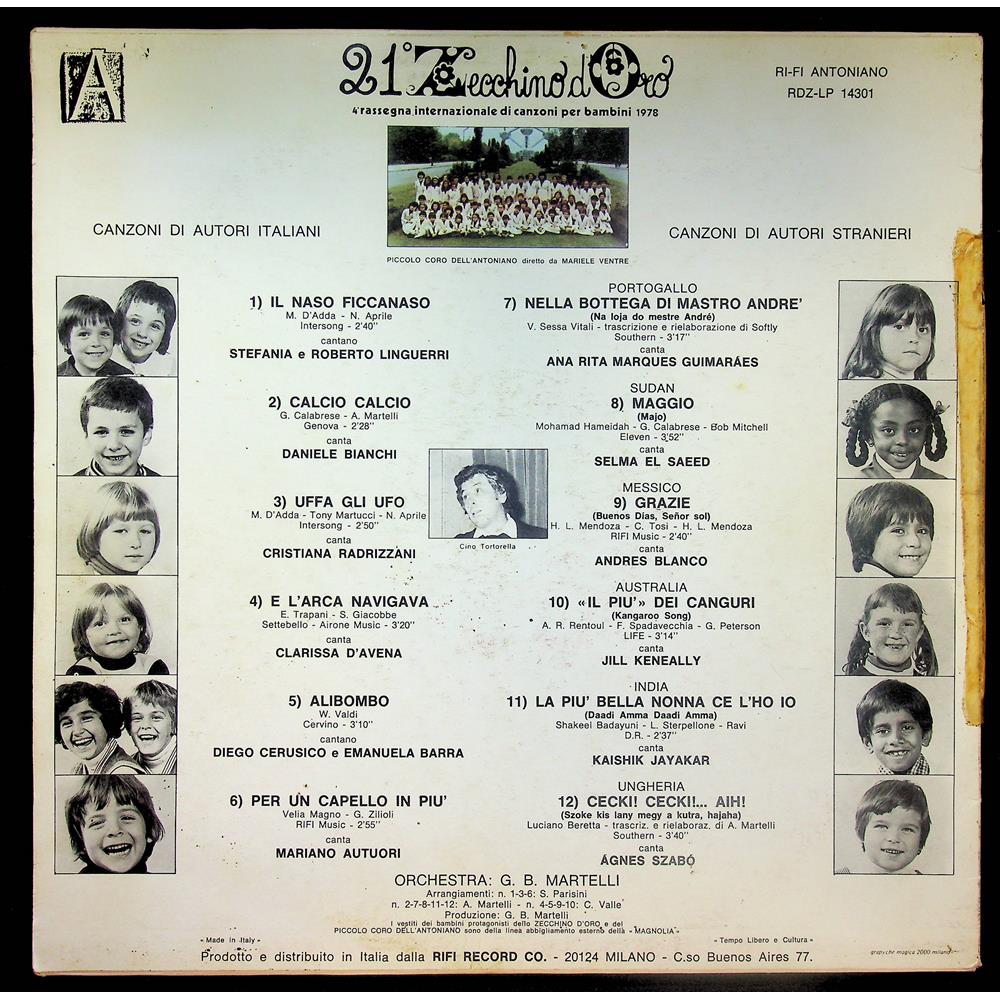 A
21° Zecchino d'Oro
4ª rassegna internazionale di canzoni per bambini 1978
RI-FI ANTONIANO
RDZ-LP 14301
PICCOLO CORO DELL'ANTONIANO diretto da MARIELE VENTRE
CANZONI DI AUTORI ITALIANI
1) IL NASO FICCANASO
M. D'Adda - N. Aprile
Intersong - 2'40''
cantano
STEFANIA e ROBERTO LINGUERRI
2) CALCIO CALCIO
G. Calabrese - A. Martelli
Genova - 2'28''
canta
DANIELE BIANCHI
3) UFFA GLI UFO
M. D'Adda - Tony Martucci - N. Aprile
Intersong - 2'50''
canta
CRISTIANA RADRIZZANI
4) E L'ARCA NAVIGAVA
E. Trapani - S. Giacobbe
Settebello - Airone Music - 3'20''
canta
CLARISSA D'AVENA
5) ALIBOMBO
W. Valdi
Cervino - 3'10''
cantano
DIEGO CERUSICO e EMANUELA BARRA
6) PER UN CAPELLO IN PIU'
Velia Magno - G. Zilioli
RIFI Music - 2'55''
canta
MARIANO AUTUORI
Cino Tortorella
CANZONI DI AUTORI STRANIERI
PORTOGALLO
7) NELLA BOTTEGA DI MASTRO ANDRE'
(Na loja do mestre André)
V. Sessa Vitali - trascrizione e rielaborazione di Softly
Southern - 3'17''
canta
ANA RITA MARQUES GUIMARÁES
SUDAN
8) MAGGIO
(Majo)
Mohamad Hameidah - G. Calabrese - Bob Mitchell
Eleven - 3'52''
canta
SELMA EL SAEED
MESSICO
9) GRAZIE
(Buenos Días, Señor sol)
H. L. Mendoza - C. Tosi - H. L. Mendoza
RIFI Music - 2'40''
canta
ANDRES BLANCO
AUSTRALIA
10) «IL PIU'» DEI CANGURI
(Kangaroo Song)
A. R. Rentoul - F. Spadavecchia - G. Peterson
LIFE - 3'14''
canta
JILL KENEALLY
INDIA
11) LA PIU' BELLA NONNA CE L'HO IO
(Daadi Amma Daadi Amma)
Shakeel Badayuni - L. Sterpellone - Ravi
D.R. - 2'37''
canta
KAISHIK JAYAKAR
UNGHERIA
12) CECKI! CECKI!... AIH!
(Szoke kis lany megy a kutra, hajaha)
Luciano Beretta - trascriz. e rielaboraz. di A. Martelli
Southern - 3'40''
canta
ÁGNES SZABÓ
ORCHESTRA: G. B. MARTELLI
Arrangiamenti: n. 1-3-6: S. Parisini
n. 2-7-8-11-12: A. Martelli - n. 4-5-9-10: C. Valle
Produzione: G. B. Martelli
I vestiti dei bambini protagonisti dello ZECCHINO D'ORO e del
PICCOLO CORO DELL'ANTONIANO sono della linea abbigliamento esterno della «MAGNOLIA»
« Made in Italy »
« Tempo Libero e Cultura »
Prodotto e distribuito in Italia dalla RIFI RECORD CO. - 20124 MILANO - C.so Buenos Aires 77.
grapyche magica 2000 milano